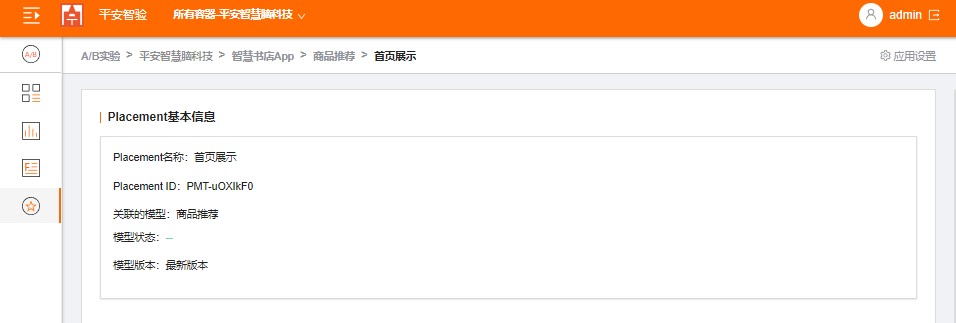 平安智验
所有容器-平安智慧脑科技
admin
A/B
A/B实验 > 平安智慧脑科技 > 智慧书店App > 商品推荐 > 首页展示
应用设置
Placement基本信息
Placement名称：首页展示
Placement ID：PMT-uOXIkF0
关联的模型：商品推荐
模型状态：--
模型版本：最新版本